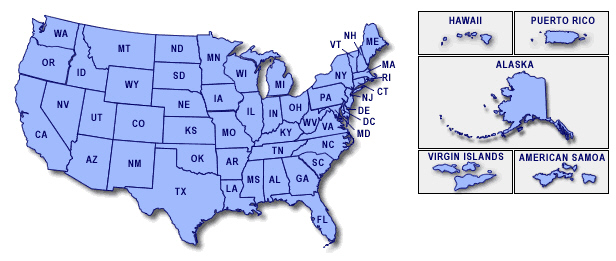 WA
MT
ND
MN
OR
ID
WY
SD
WI
MI
NY
VT
NH
ME
MA
RI
CT
NJ
DE
DC
MD
NV
UT
CO
NE
IA
IL
IN
OH
PA
CA
AZ
NM
KS
MO
KY
WV
VA
OK
AR
TN
NC
SC
TX
LA
MS
AL
GA
FL
HAWAII
PUERTO RICO
ALASKA
VIRGIN ISLANDS
AMERICAN SAMOA